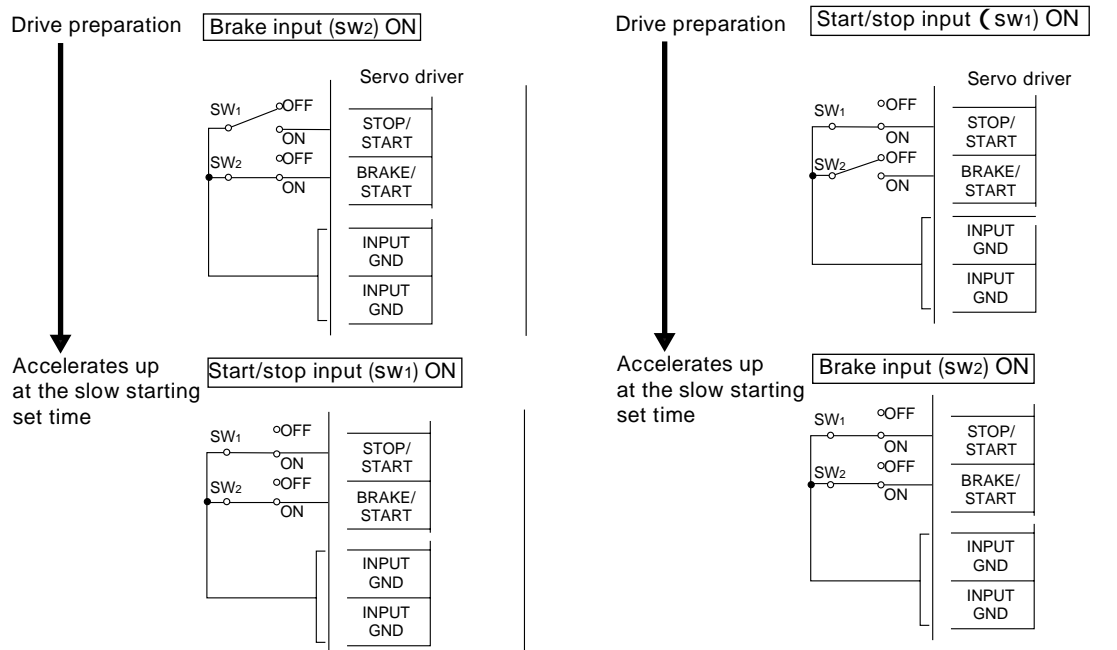 Drive preparation
Brake input (SW2) ON
Servo driver
SW1
OFF
ON
STOP/
START
SW2
OFF
ON
BRAKE/
START
INPUT
GND
INPUT
GND
Accelerates up
at the slow starting
set time
Start/stop input (SW1) ON
SW1
OFF
ON
STOP/
START
SW2
OFF
ON
BRAKE/
START
INPUT
GND
INPUT
GND
Drive preparation
Start/stop input ( SW1) ON
Servo driver
SW1
OFF
ON
STOP/
START
SW2
OFF
ON
BRAKE/
START
INPUT
GND
INPUT
GND
Accelerates up
at the slow starting
set time
Brake input (SW2) ON
SW1
OFF
ON
STOP/
START
SW2
OFF
ON
BRAKE/
START
INPUT
GND
INPUT
GND